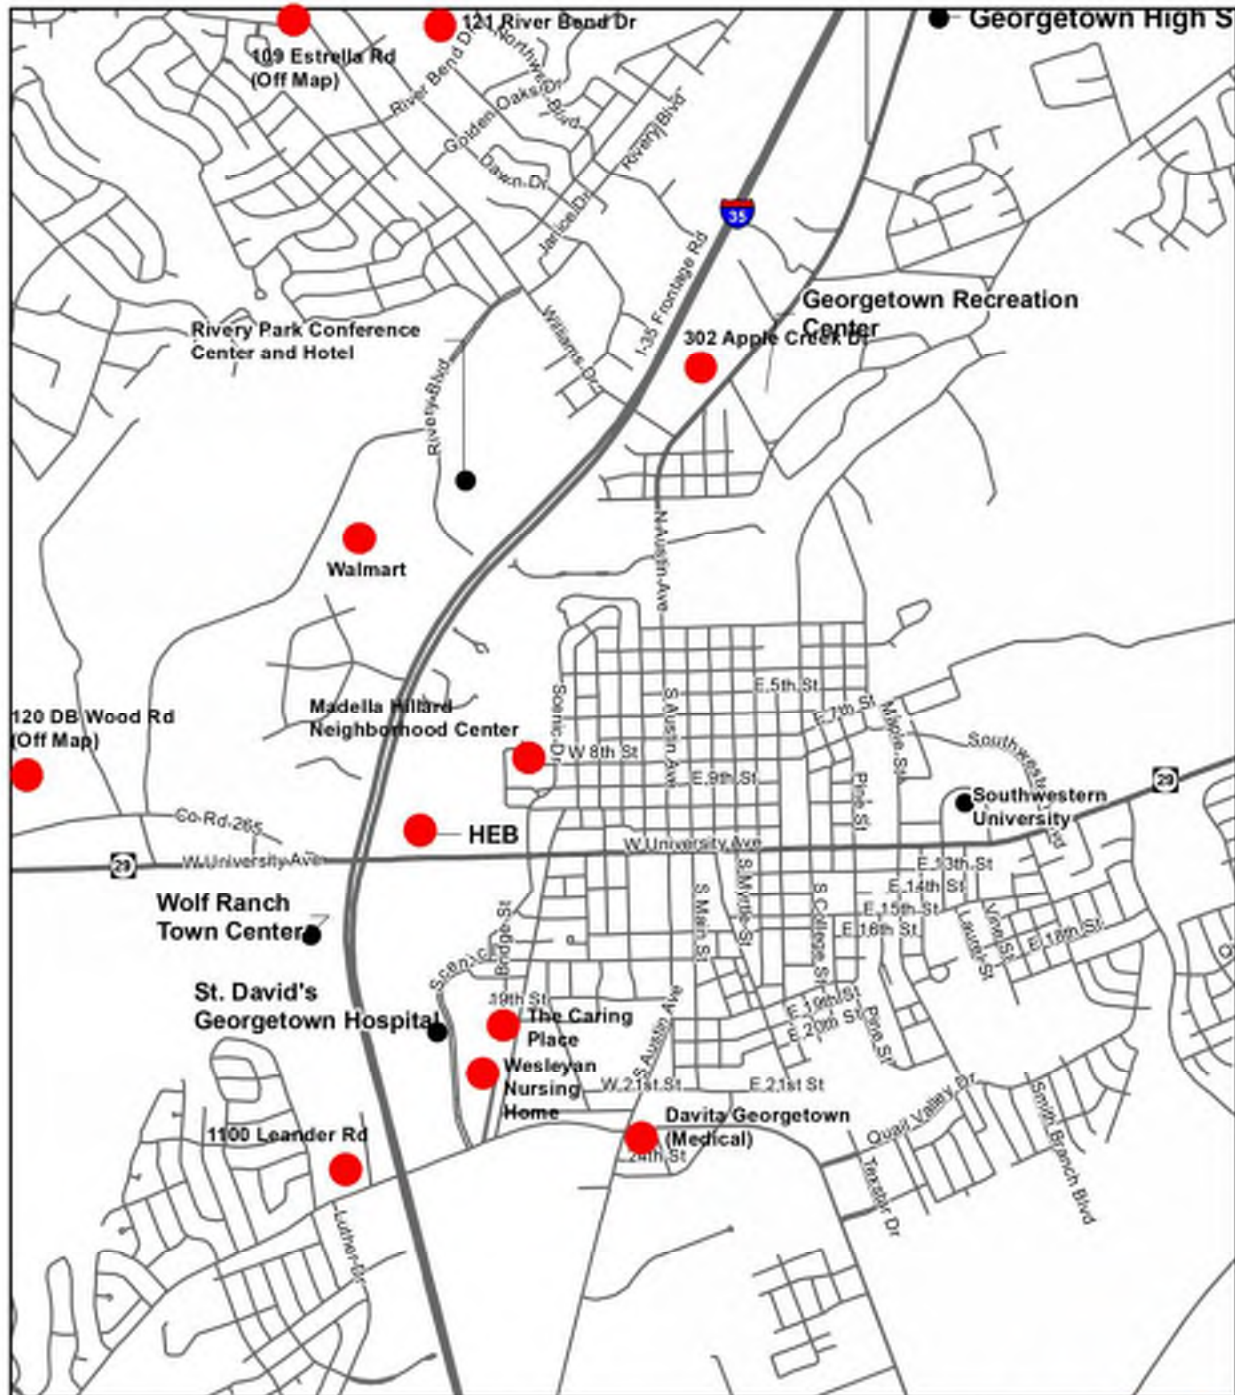 Georgetown High S
121 River Bend Dr
109 Estrella Rd
(Off Map)
River Bend Dr
Northwest Blvd
Golden Oaks Dr
Rivery Blvd
Dawn Dr
Janice Dr
35
I-35 Frontage Rd
Georgetown Recreation
Center
302 Apple Creek Dr
Rivery Park Conference
Center and Hotel
Williams Dr
Rivery Blvd
Walmart
N Austin Ave
E 5th St
Madella Hillard
Neighborhood Center
Scenic Dr
S Austin Ave
E 7th St
Maple St
120 DB Wood Rd
(Off Map)
W 8th St
E 9th St
Pine St
29
Southwestern
University
Co Rd 265
HEB
W University Ave
29
W University Ave
E 13th St
E 14th St
E 15th St
E 16th St
E 18th St
Wolf Ranch
Town Center
Bridge St
S Main St
S Myrtle St
S College St
Laurel St
Vine St
Scenic
St. David's
Georgetown Hospital
19th St
The Caring
Place
S Austin Ave
E 19th St
E 20th St
Pine St
Wesleyan
Nursing
Home
W 21st St
E 21st St
Quail Valley Dr
Smith Branch Blvd
Davita Georgetown
(Medical)
24th St
1100 Leander Rd
Texstar Dr
Luther Dr